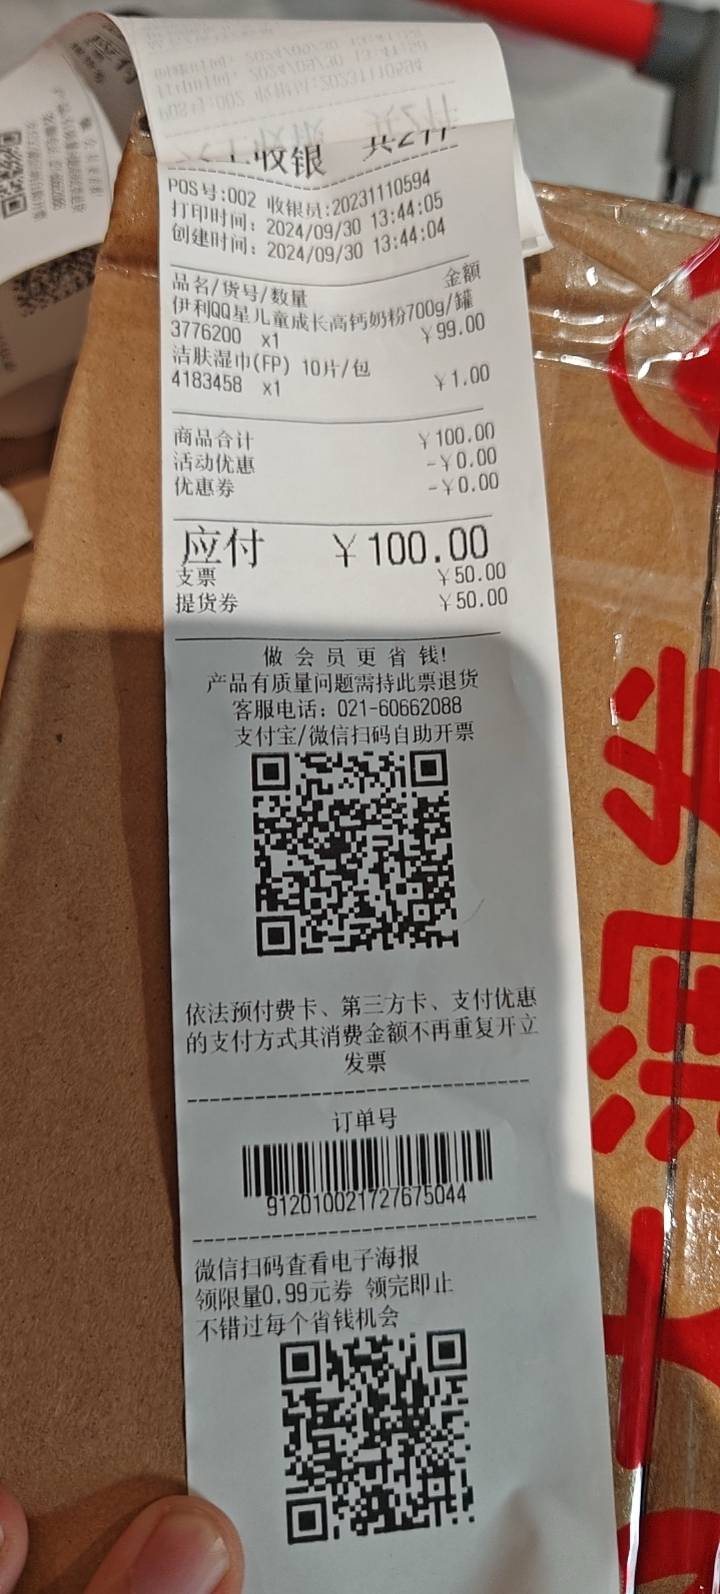 收银 共2件
POS号:002 收银员:20231110594
打印时间: 2024/09/30 13:44:05
创建时间: 2024/09/30 13:44:04
品名/货号/数量 金额
伊利QQ星儿童成长高钙奶粉700g/罐
3776200 x1 ¥99.00
洁肤湿巾(FP) 10片/包
4183458 x1 ¥1.00
商品合计 ¥100.00
活动优惠 -¥0.00
优惠券 -¥0.00
应付 ¥100.00
支票 ¥50.00
提货券 ¥50.00
做会员更省钱!
产品有质量问题需持此票退货
客服电话: 021-60662088
支付宝/微信扫码自助开票
依法预付费卡、第三方卡、支付优惠
的支付方式其消费金额不再重复开立
发票
订单号
912010021727675044
微信扫码查看电子海报
领限量0.99元券 领完即止
不错过每个省钱机会
大润发